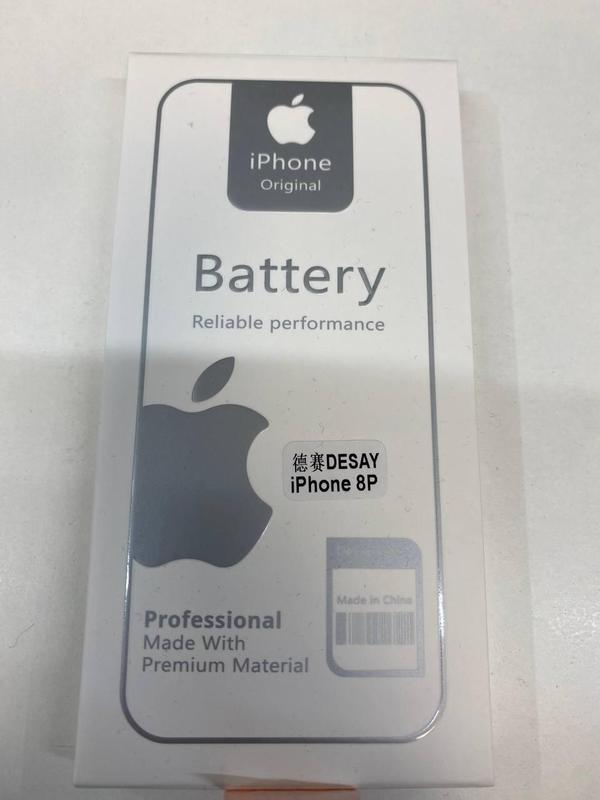 iPhone
Original
Battery
Reliable performance
德赛DESAY
iPhone 8P
Made in China
Professional
Made With
Premium Material